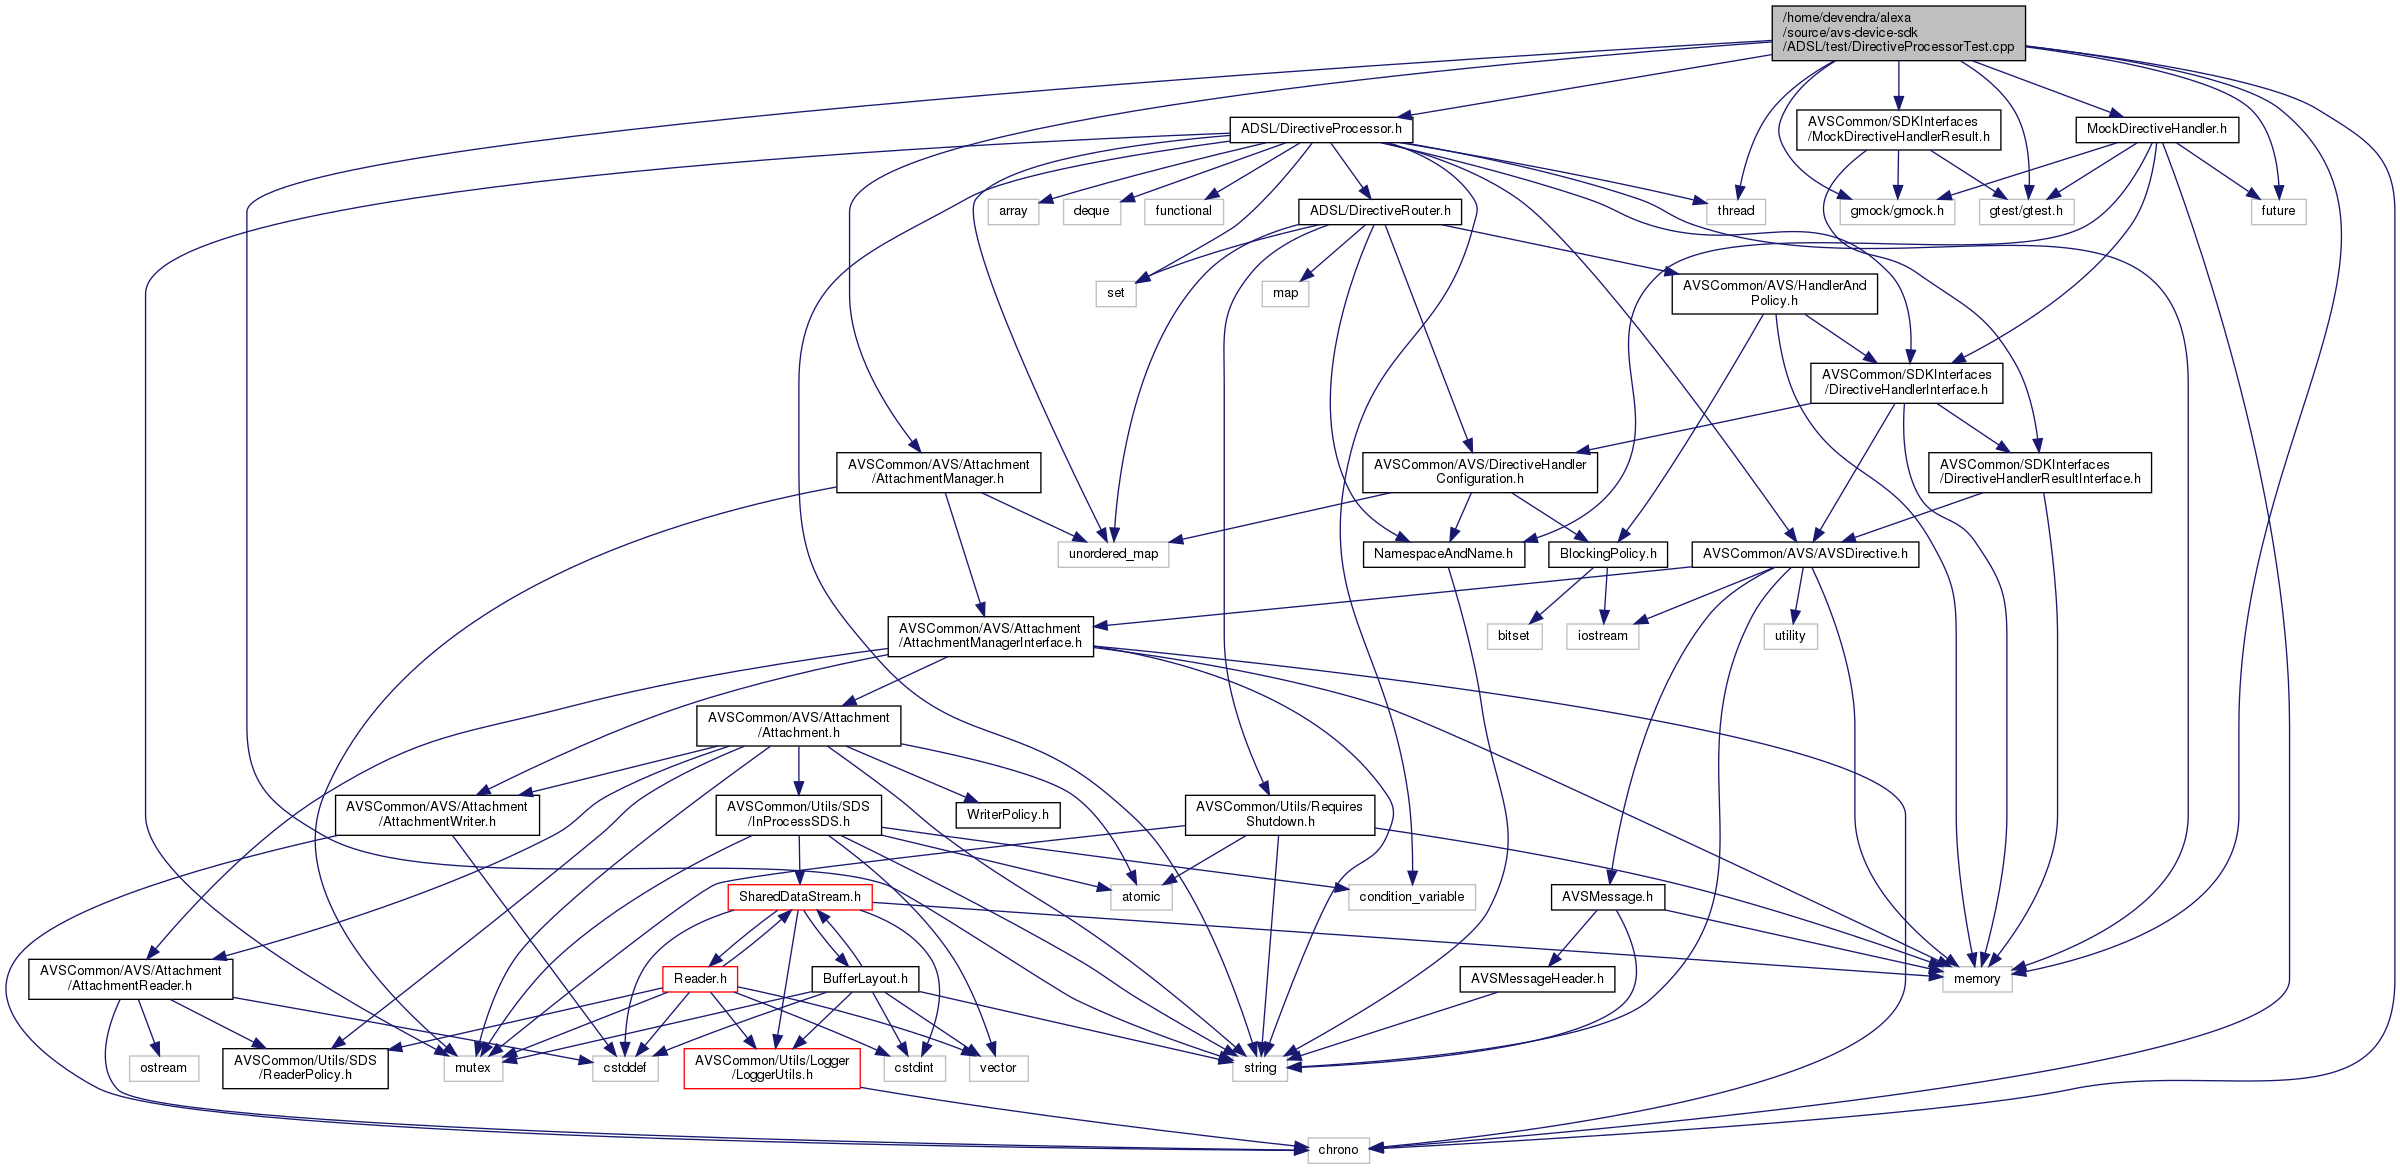 /home/devendra/alexa
/source/avs-device-sdk
/ADSL/test/DirectiveProcessorTest.cpp
ADSL/DirectiveProcessor.h
AVSCommon/SDKInterfaces
/MockDirectiveHandlerResult.h
MockDirectiveHandler.h
array
deque
functional
ADSL/DirectiveRouter.h
thread
gmock/gmock.h
gtest/gtest.h
future
set
map
AVSCommon/AVS/HandlerAnd
Policy.h
AVSCommon/SDKInterfaces
/DirectiveHandlerInterface.h
AVSCommon/AVS/Attachment
/AttachmentManager.h
AVSCommon/AVS/DirectiveHandler
Configuration.h
AVSCommon/SDKInterfaces
/DirectiveHandlerResultInterface.h
unordered_map
NamespaceAndName.h
BlockingPolicy.h
AVSCommon/AVS/AVSDirective.h
AVSCommon/AVS/Attachment
/AttachmentManagerInterface.h
bitset
iostream
utility
AVSCommon/AVS/Attachment
/Attachment.h
AVSCommon/AVS/Attachment
/AttachmentWriter.h
AVSCommon/Utils/SDS
/InProcessSDS.h
WriterPolicy.h
AVSCommon/Utils/Requires
Shutdown.h
SharedDataStream.h
atomic
condition_variable
AVSMessage.h
AVSCommon/AVS/Attachment
/AttachmentReader.h
Reader.h
BufferLayout.h
AVSMessageHeader.h
memory
ostream
AVSCommon/Utils/SDS
/ReaderPolicy.h
mutex
cstddef
AVSCommon/Utils/Logger
/LoggerUtils.h
cstdint
vector
string
chrono